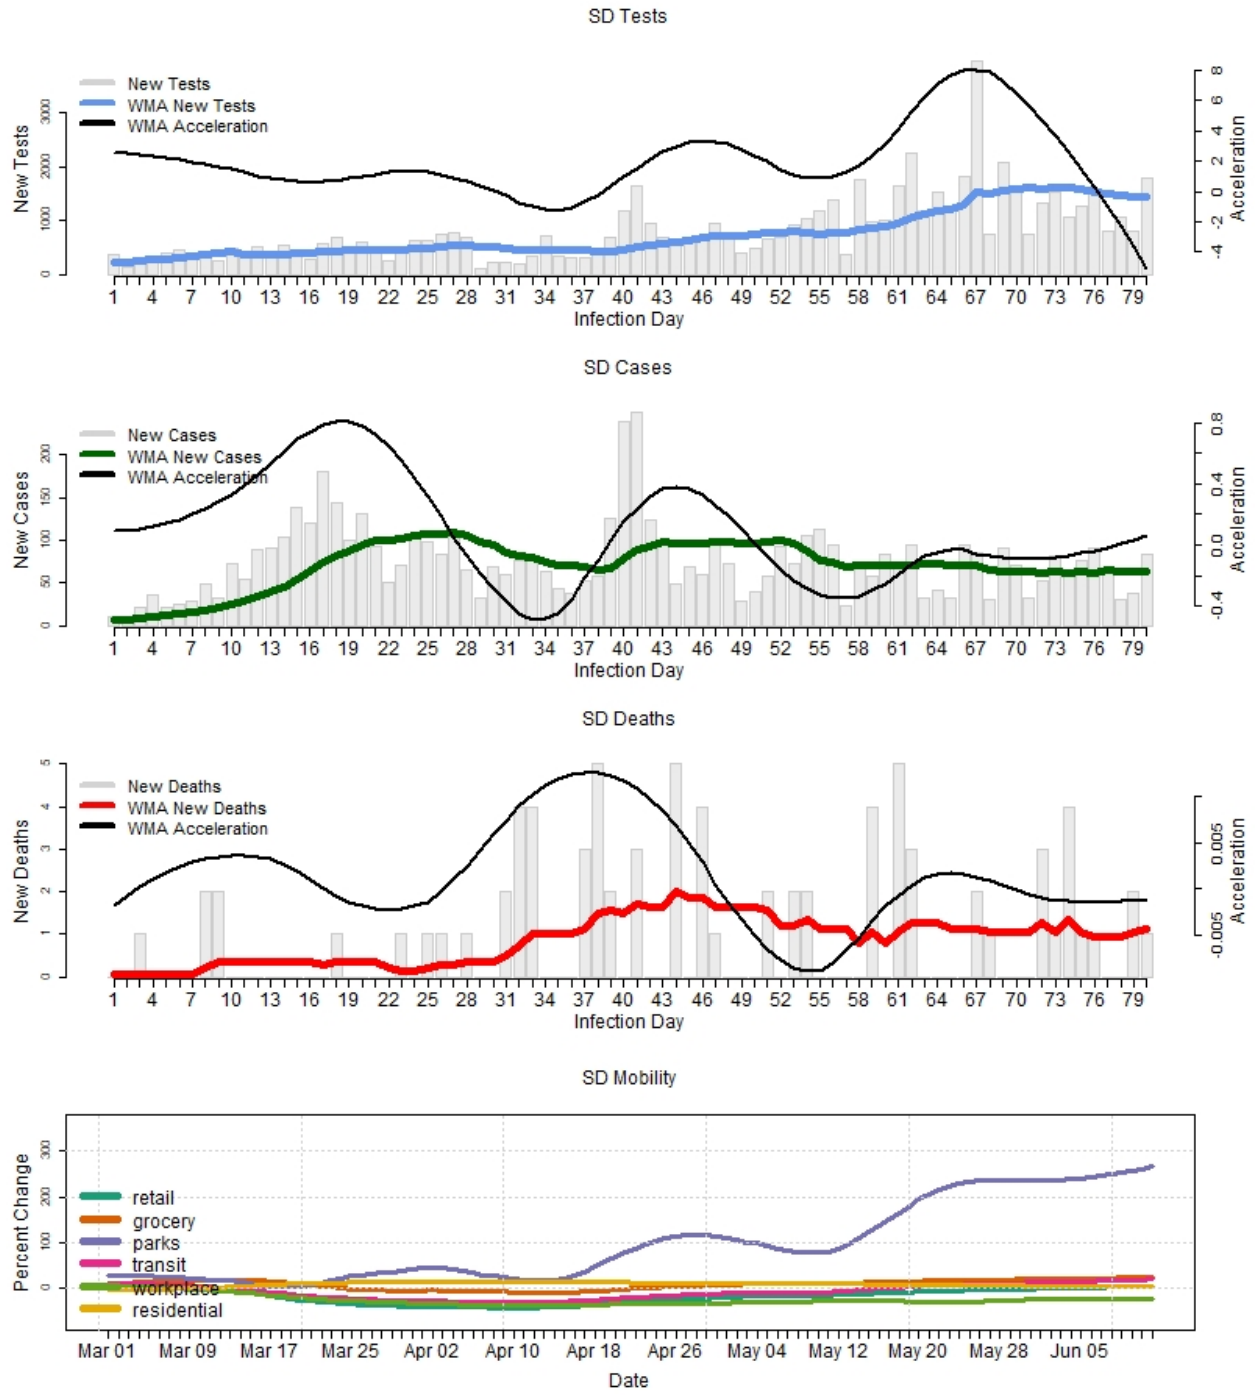 SD Tests
New Tests
WMA New Tests
WMA Acceleration
New Tests
0 1000 2000 3000
Acceleration
-4 -2 0 2 4 6 8
1 4 7 10 13 16 19 22 25 28 31 34 37 40 43 46 49 52 55 58 61 64 67 70 73 76 79
Infection Day
SD Cases
New Cases
WMA New Cases
WMA Acceleration
New Cases
0 50 100 150 200
Acceleration
-0.4 0.0 0.4 0.8
1 4 7 10 13 16 19 22 25 28 31 34 37 40 43 46 49 52 55 58 61 64 67 70 73 76 79
Infection Day
SD Deaths
New Deaths
WMA New Deaths
WMA Acceleration
New Deaths
0 1 2 3 4 5
Acceleration
-0.005 0.005
1 4 7 10 13 16 19 22 25 28 31 34 37 40 43 46 49 52 55 58 61 64 67 70 73 76 79
Infection Day
SD Mobility
Percent Change
0 100 200 300
retail
grocery
parks
transit
workplace
residential
Mar 01 Mar 09 Mar 17 Mar 25 Apr 02 Apr 10 Apr 18 Apr 26 May 04 May 12 May 20 May 28 Jun 05
Date